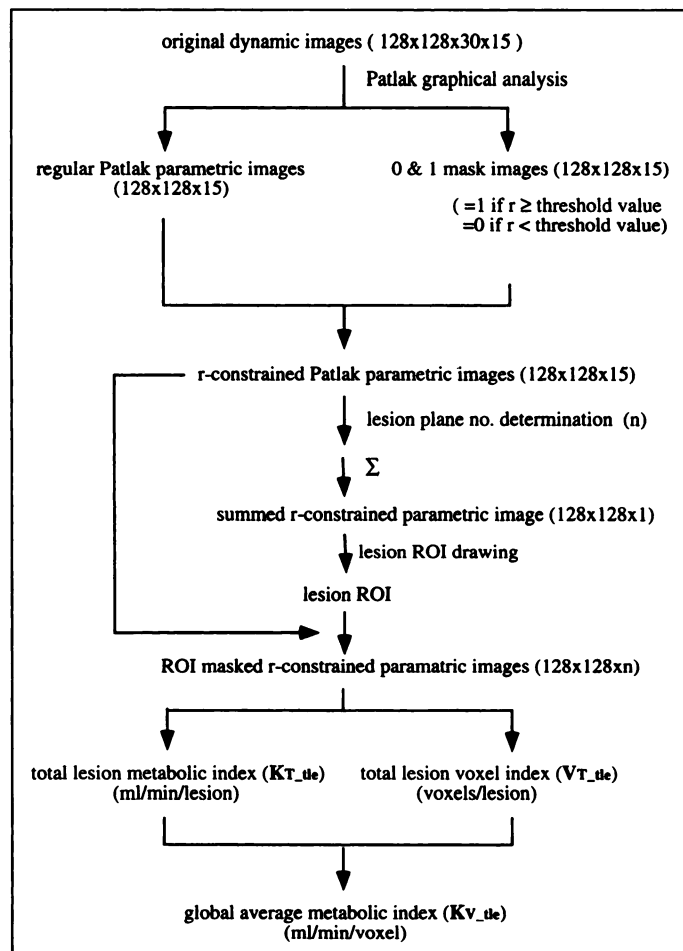 original dynamic images ( 128x128x30x15 )
Patlak graphical analysis
regular Patlak parametric images
(128x128x15)
0 & 1 mask images (128x128x15)
( =1 if r ≥ threshold value
=0 if r < threshold value)
r-constrained Patlak parametric images (128x128x15)
lesion plane no. determination (n)
Σ
summed r-constrained parametric image (128x128x1)
lesion ROI drawing
lesion ROI
ROI masked r-constrained paramatric images (128x128xn)
total lesion metabolic index (KT_tle)
(ml/min/lesion)
total lesion voxel index (VT_tle)
(voxels/lesion)
global average metabolic index (Kv_tle)
(ml/min/voxel)